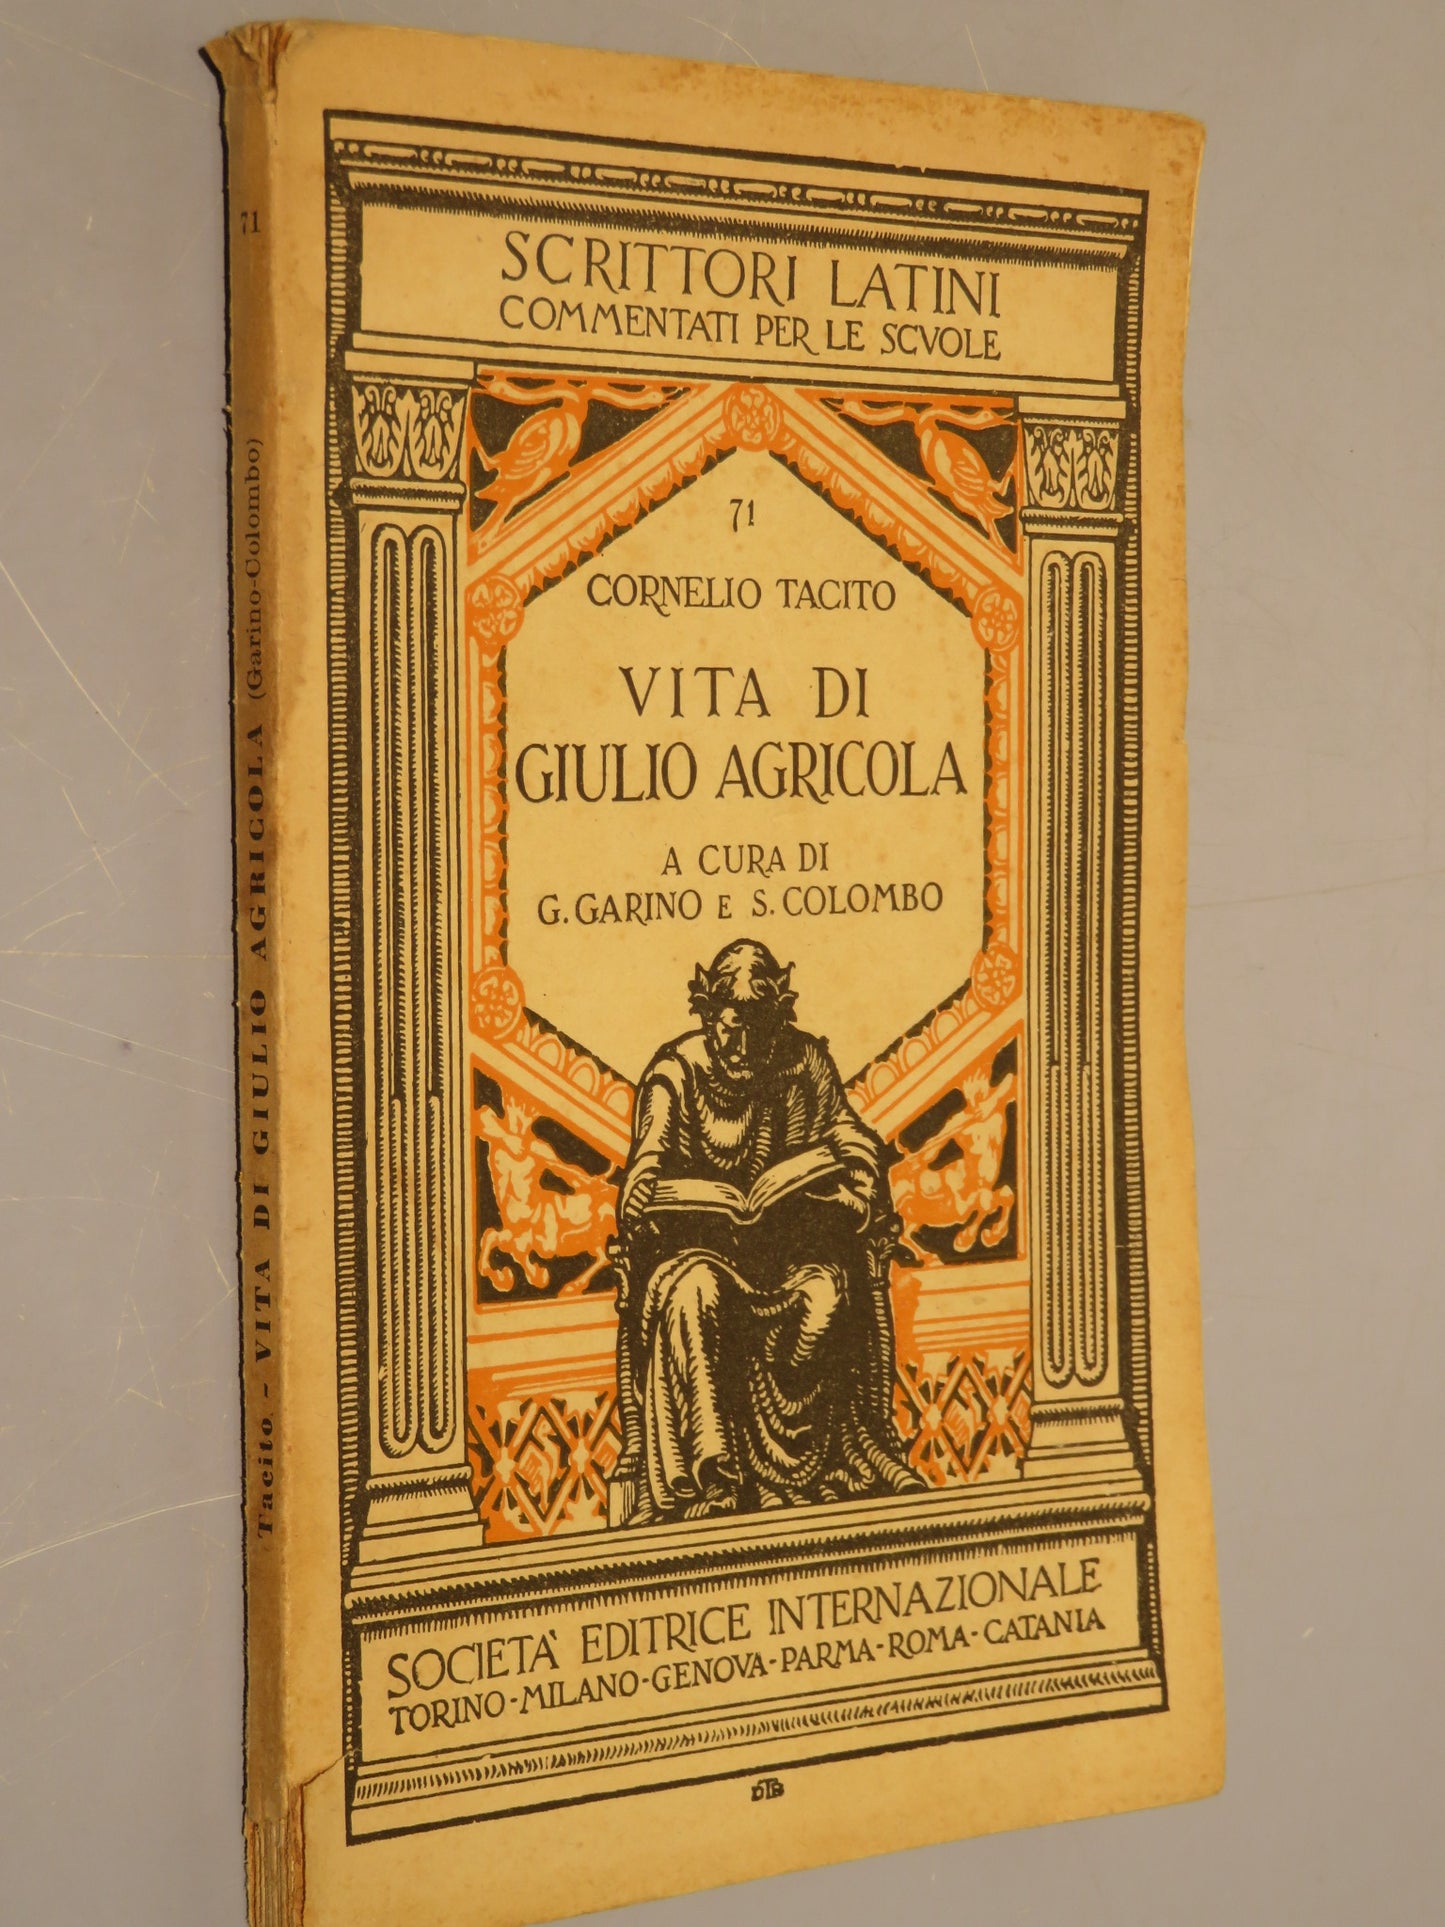 SCRITTORI LATINI
COMMENTATI PER LE SCVOLE
71
CORNELIO TACITO
VITA DI
GIULIO AGRICOLA
A CURA DI
G. GARINO E S. COLOMBO
SOCIETA' EDITRICE INTERNAZIONALE
TORINO-MILANO-GENOVA-PARMA-ROMA-CATANIA
Tacito - VITA DI GIULIO AGRICOLA (Garino-Colombo)
71